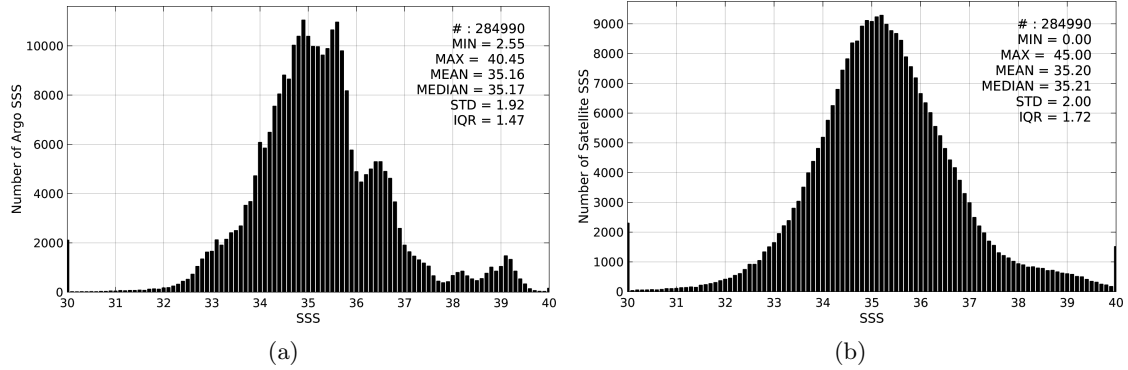 Number of Argo SSS
10000
8000
6000
4000
2000
0
# : 284990
MIN = 2.55
MAX = 40.45
MEAN = 35.16
MEDIAN = 35.17
STD = 1.92
IQR = 1.47
30 31 32 33 34 35 36 37 38 39 40
SSS
(a)
Number of Satellite SSS
9000
8000
7000
6000
5000
4000
3000
2000
1000
0
# : 284990
MIN = 0.00
MAX = 45.00
MEAN = 35.20
MEDIAN = 35.21
STD = 2.00
IQR = 1.72
30 31 32 33 34 35 36 37 38 39 40
SSS
(b)